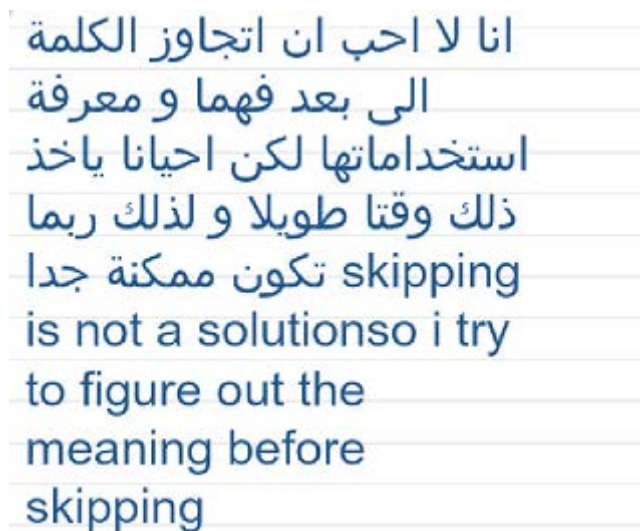 انا لا احب ان اتجاوز الكلمة
الى بعد فهما و معرفة
استخداماتها لكن احيانا ياخذ
ذلك وقتا طويلا و لذلك ربما
تكون ممكنة جدا skipping
is not a solutionso i try
to figure out the
meaning before
skipping